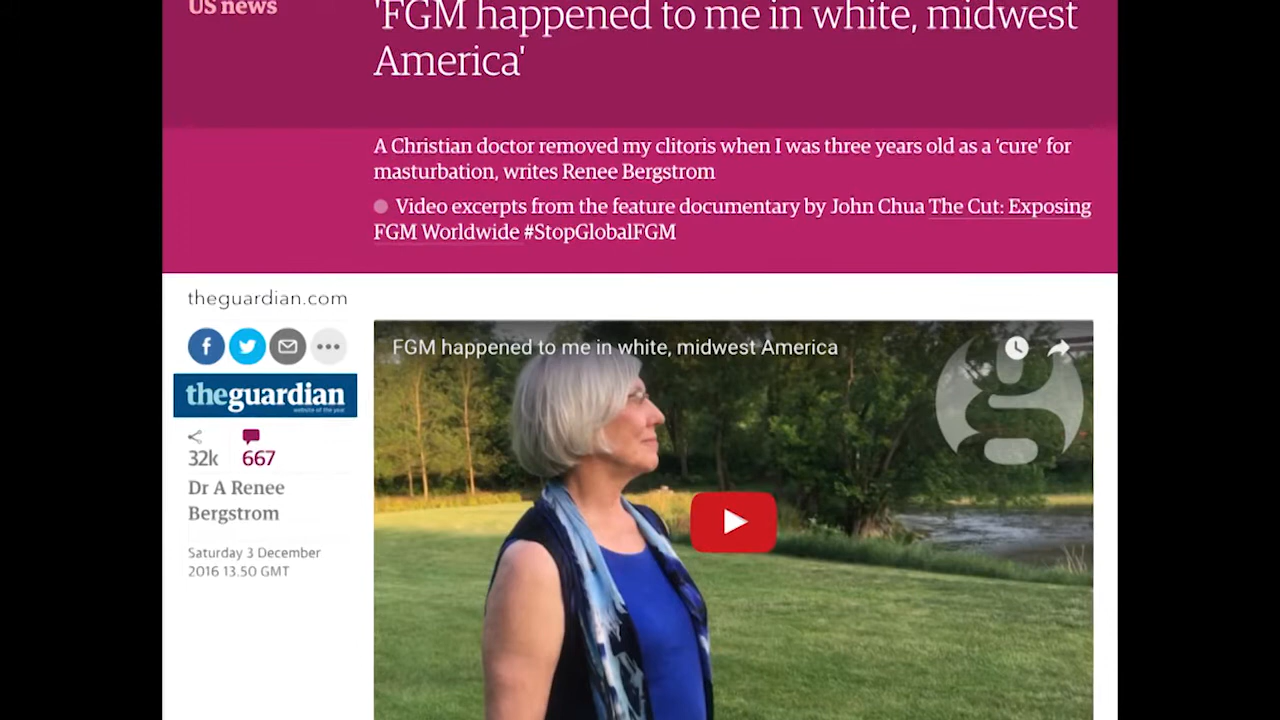 US news
'FGM happened to me in white, midwest
America'
A Christian doctor removed my clitoris when I was three years old as a 'cure' for
masturbation, writes Renee Bergstrom
Video excerpts from the feature documentary by John Chua The Cut: Exposing
FGM Worldwide #StopGlobalFGM
theguardian.com
theguardian
website of the year
32k 667
Dr A Renee
Bergstrom
Saturday 3 December
2016 13.50 GMT
FGM happened to me in white, midwest America